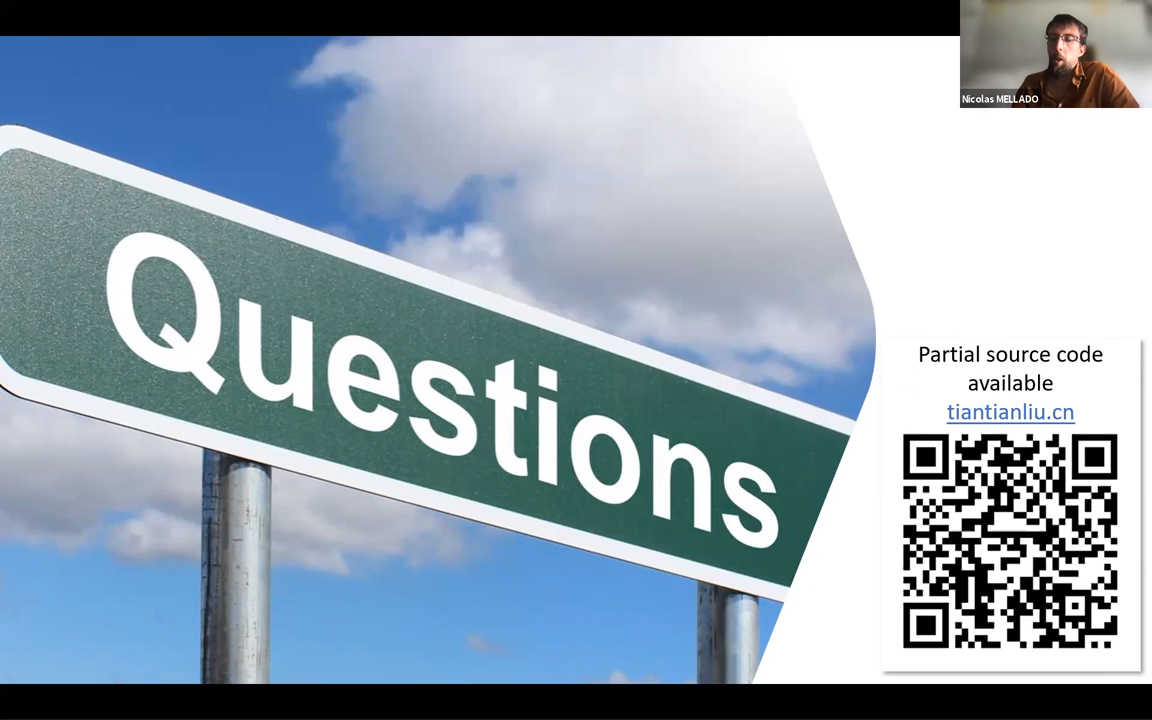 Nicolas MELLADO
Questions
Partial source code
available
tiantianliu.cn